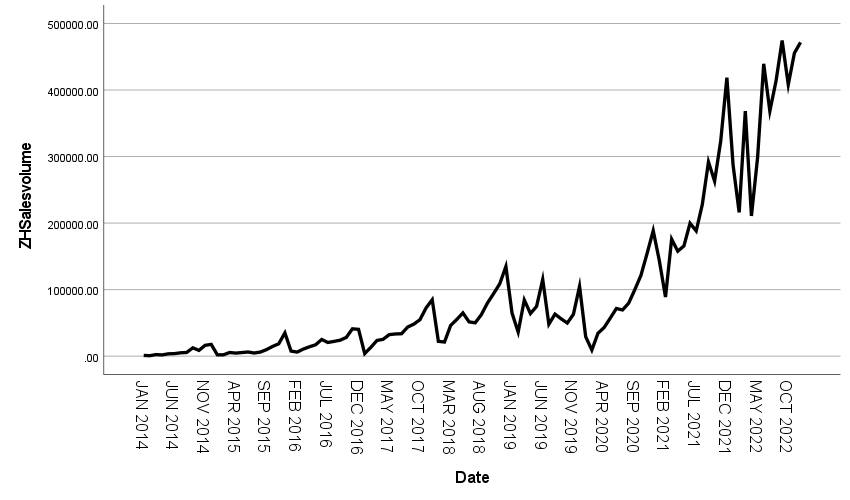 500000.00
400000.00
300000.00
200000.00
100000.00
.00
ZHSalesvolume
JAN 2014
JUN 2014
NOV 2014
APR 2015
SEP 2015
FEB 2016
JUL 2016
DEC 2016
MAY 2017
OCT 2017
MAR 2018
AUG 2018
JAN 2019
JUN 2019
NOV 2019
APR 2020
SEP 2020
FEB 2021
JUL 2021
DEC 2021
MAY 2022
OCT 2022
Date